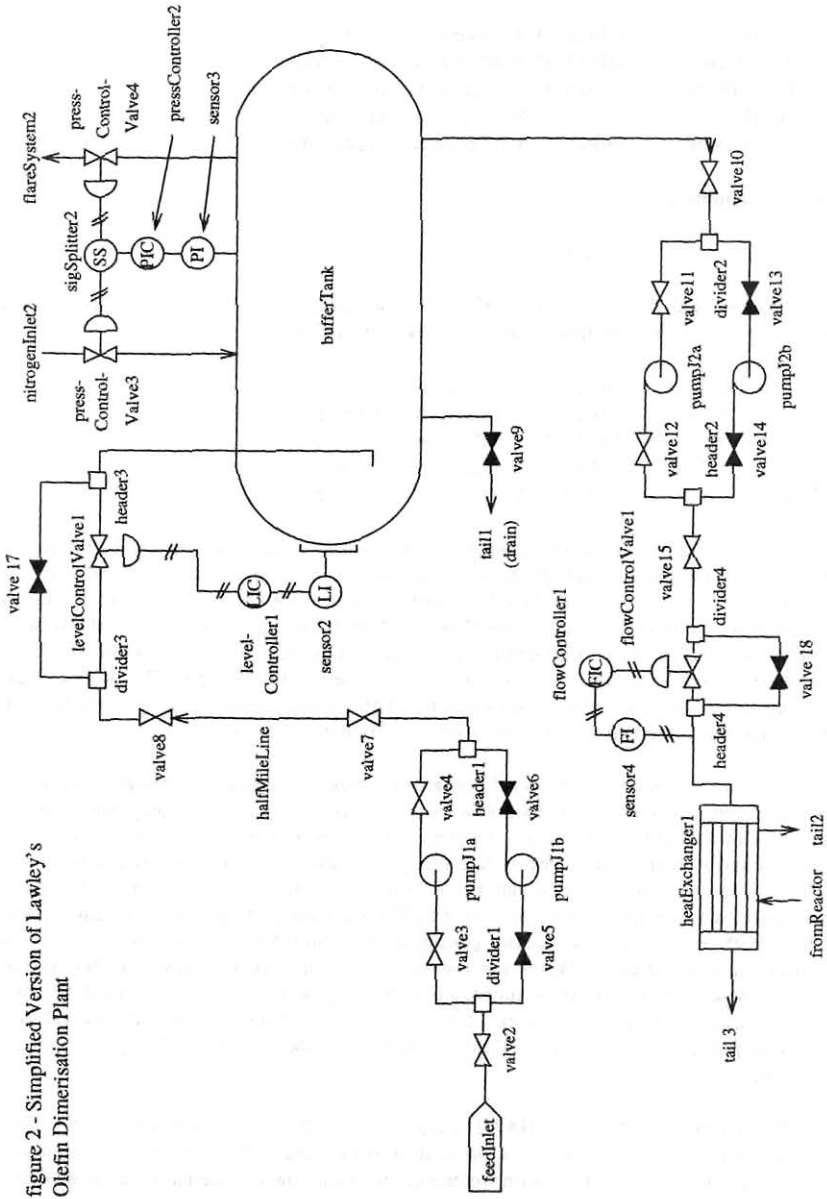 figure 2 - Simplified Version of Lawley's
Olefin Dimerisation Plant
feedInlet
valve2
divider1
valve3
valve5
pumpJ1a
pumpJ1b
valve4
header1
valve6
valve7
halfMileLine
valve8
divider3
valve 17
levelControlValve1
header3
LIC
level-
Controller1
LI
sensor2
nitrogenInlet2
press-
Control-
Valve3
sigSplitter2
SS
flareSystem2
press-
Control-
Valve4
PIC
pressController2
PI
sensor3
bufferTank
valve9
tail1
(drain)
valve10
divider2
valve11
valve13
pumpJ2a
pumpJ2b
valve12
header2
valve14
valve15
divider4
flowControlValve1
flowController1
FIC
FI
sensor4
valve 18
header4
heatExchanger1
tail2
fromReactor
tail 3